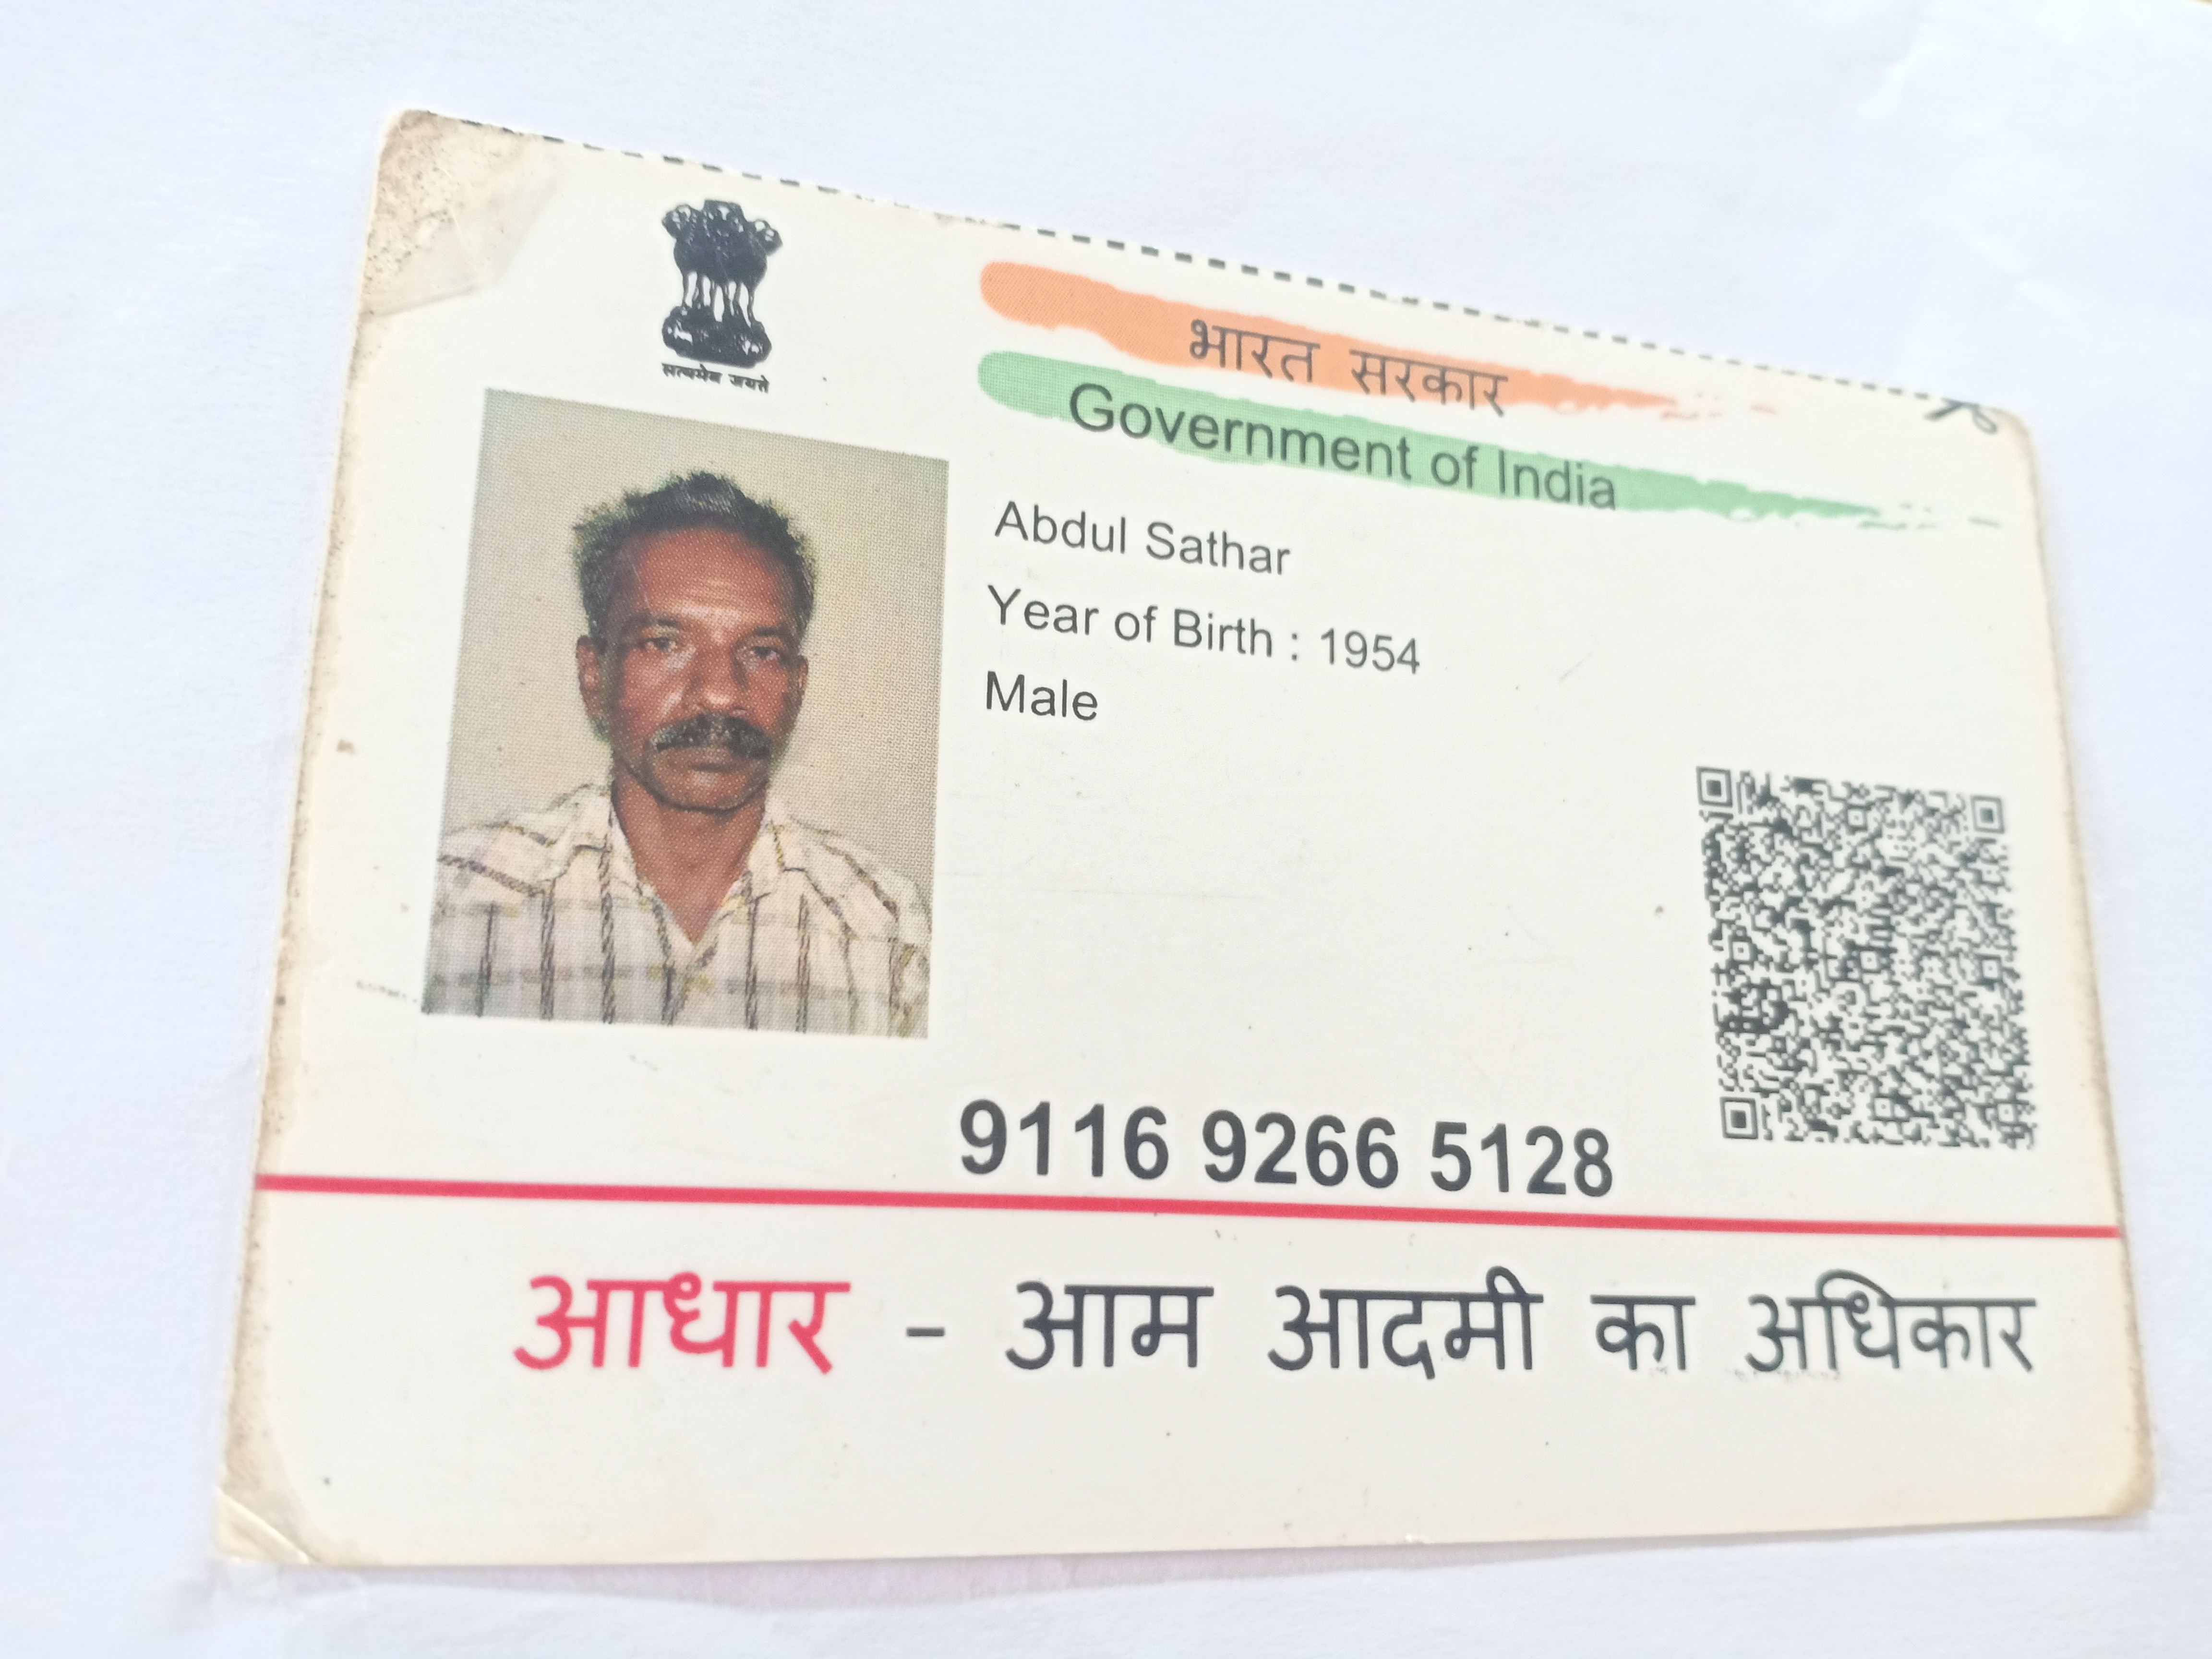 सत्यमेव जयते
भारत सरकार
Government of India
Abdul Sathar
Year of Birth : 1954
Male
9116 9266 5128
आधार - आम आदमी का अधिकार